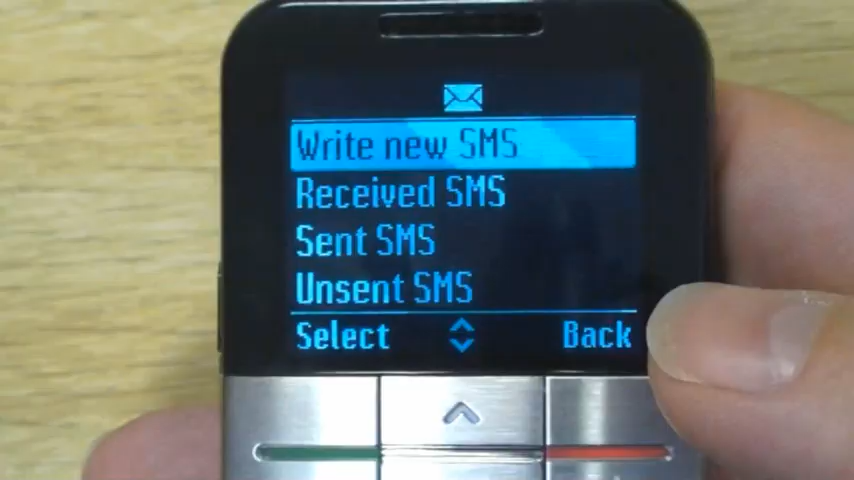 Write new SMS
Received SMS
Sent SMS
Unsent SMS
Select Back